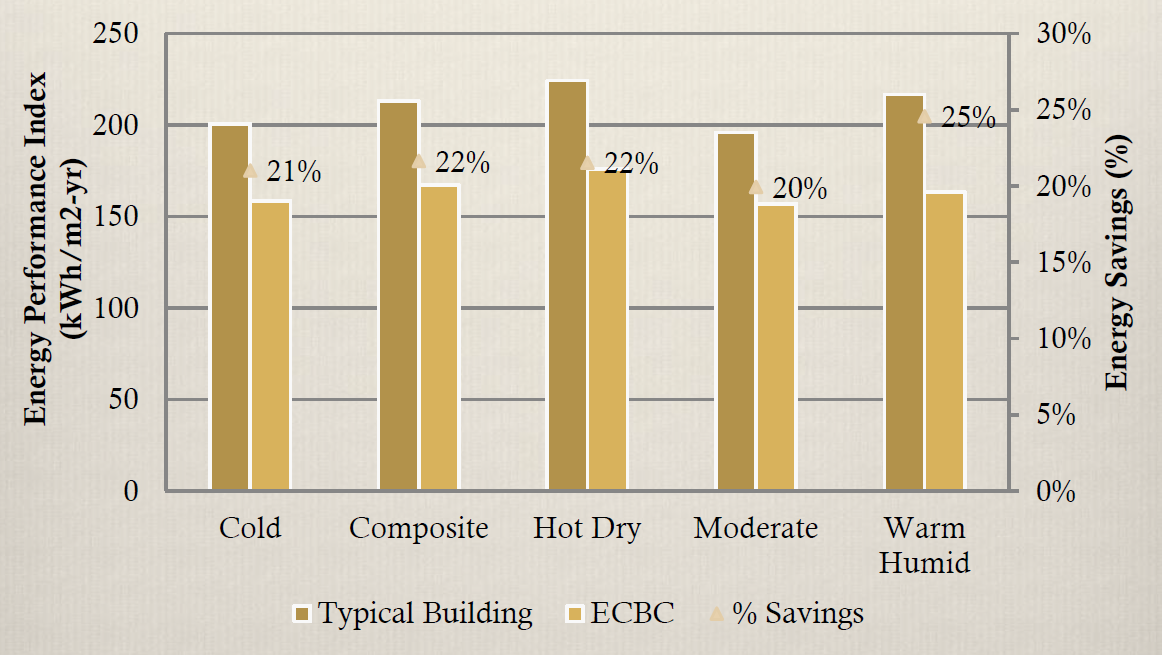 Energy Performance Index
(kWh/m2-yr)
250
200
150
100
50
0
21%
22%
22%
20%
25%
30%
25%
20%
15%
10%
5%
0%
Energy Savings (%)
Cold
Composite
Hot Dry
Moderate
Warm
Humid
Typical Building
ECBC
% Savings